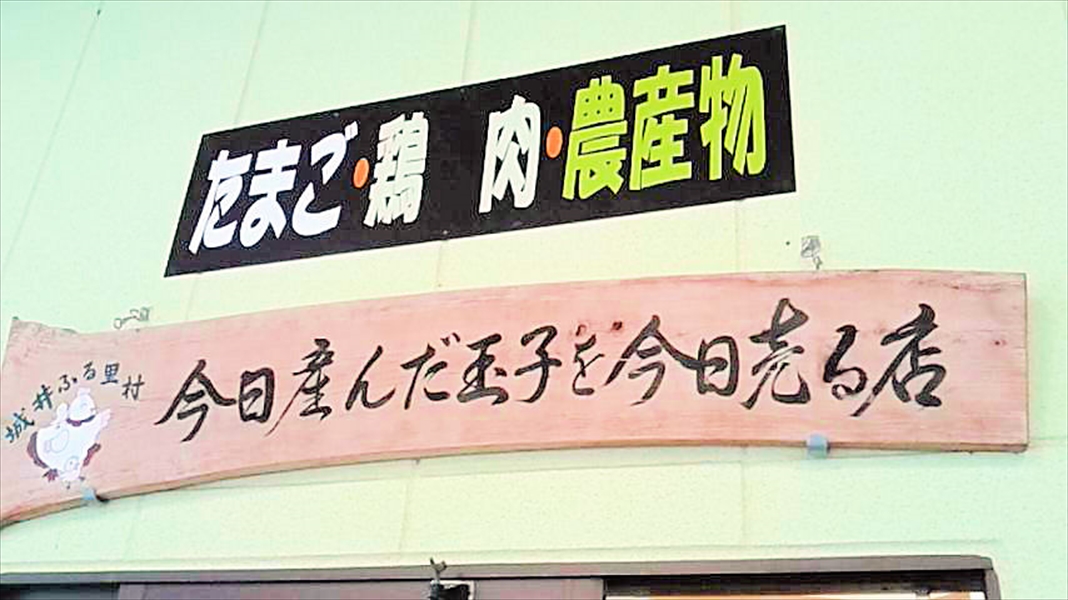 たまご・鶏 肉・農産物
城井ふる里村
今日産んだ玉子を今日売る店